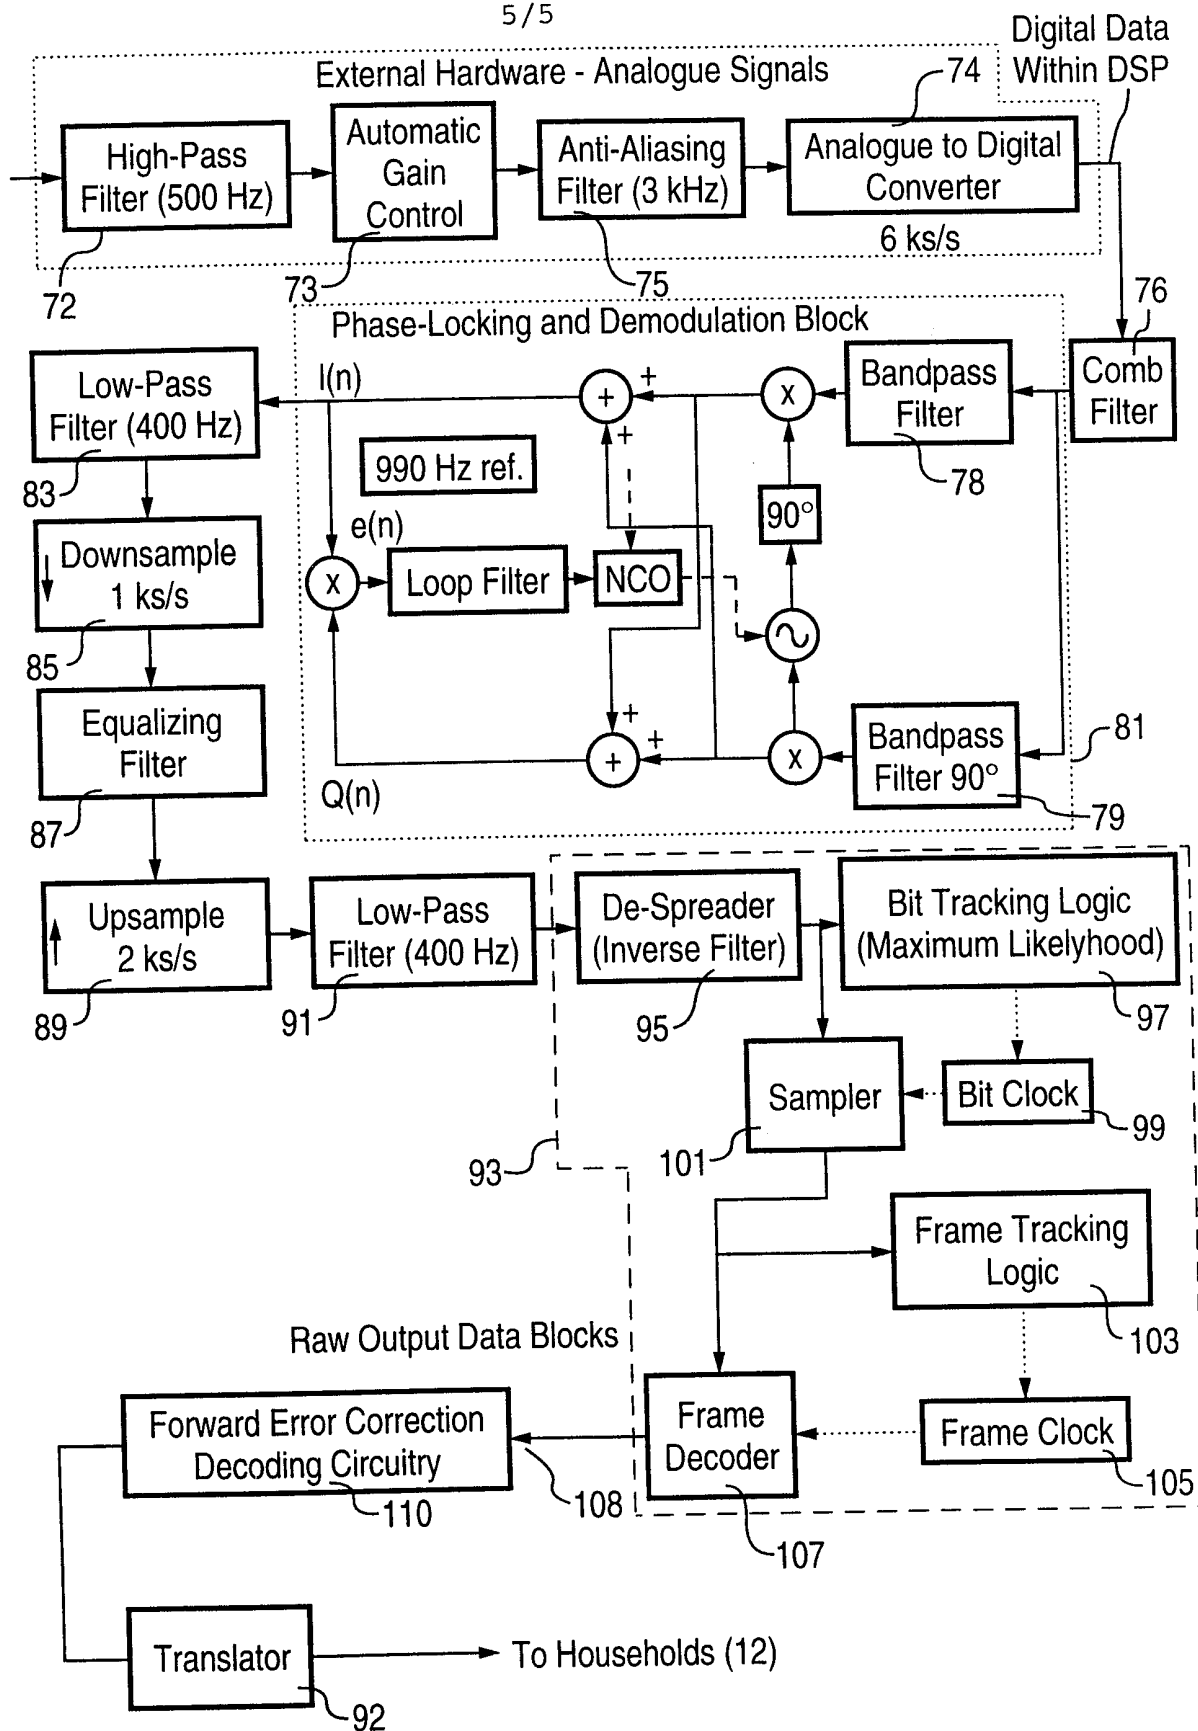 5/5
Digital Data
Within DSP
External Hardware - Analogue Signals
74
High-Pass
Filter (500 Hz)
Automatic
Gain
Control
Anti-Aliasing
Filter (3 kHz)
Analogue to Digital
Converter
6 ks/s
72
73
75
76
Phase-Locking and Demodulation Block
Low-Pass
Filter (400 Hz)
I(n)
+
+
x
Bandpass
Filter
Comb
Filter
+
83
990 Hz ref.
78
90°
e(n)
Downsample
1 ks/s
x
Loop Filter
NCO
85
Equalizing
Filter
+
+
+
x
Bandpass
Filter 90°
81
Q(n)
87
79
Upsample
2 ks/s
Low-Pass
Filter (400 Hz)
De-Spreader
(Inverse Filter)
Bit Tracking Logic
(Maximum Likelyhood)
89
91
95
97
Sampler
Bit Clock
101
99
93
Frame Tracking
Logic
103
Raw Output Data Blocks
Forward Error Correction
Decoding Circuitry
Frame
Decoder
Frame Clock
110
108
105
107
Translator
To Households (12)
92